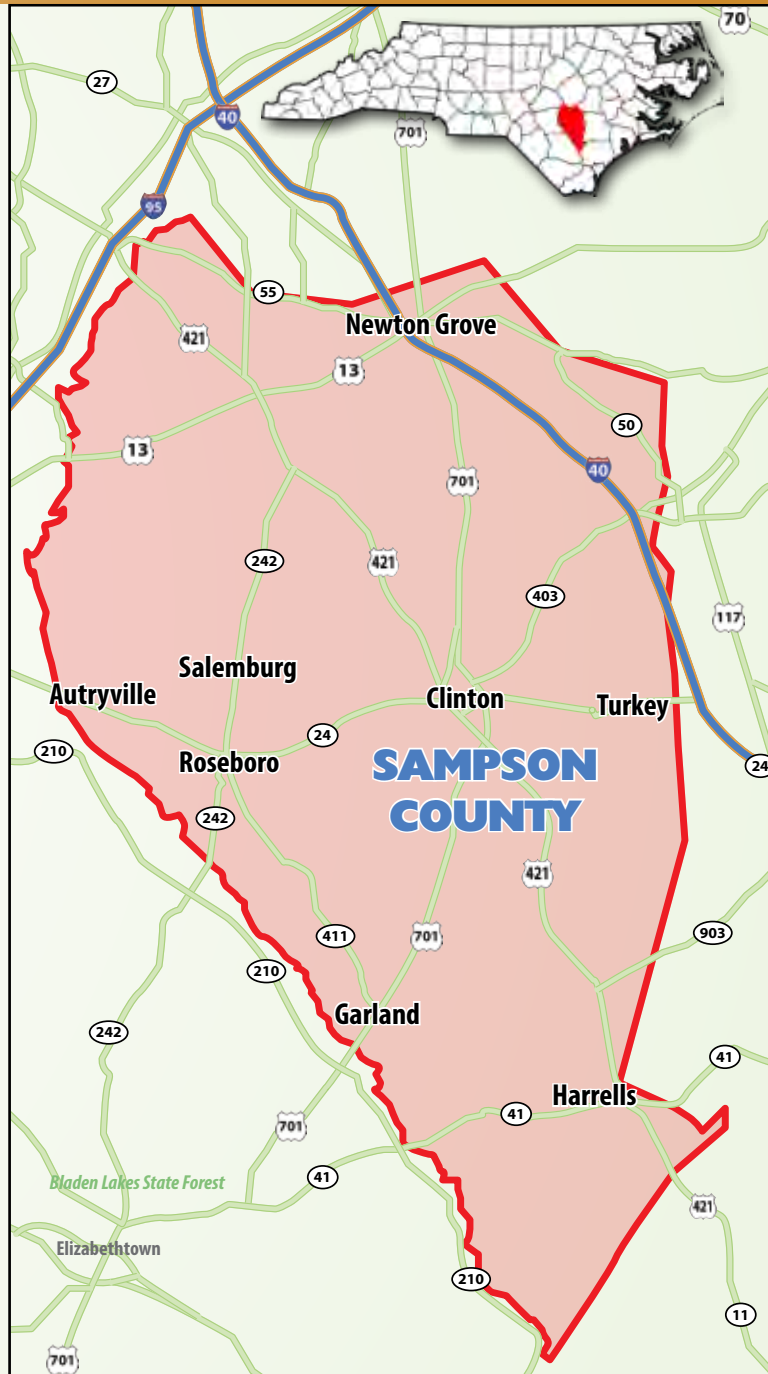 70
27
40
701
95
55
Newton Grove
421
13
50
13
40
701
242
421
403
117
Salemburg
Autryville
Clinton
Turkey
24
210
Roseboro
SAMPSON
COUNTY
24
242
421
411
701
903
210
Garland
242
41
Harrells
41
701
41
Bladen Lakes State Forest
421
Elizabethtown
210
11
701